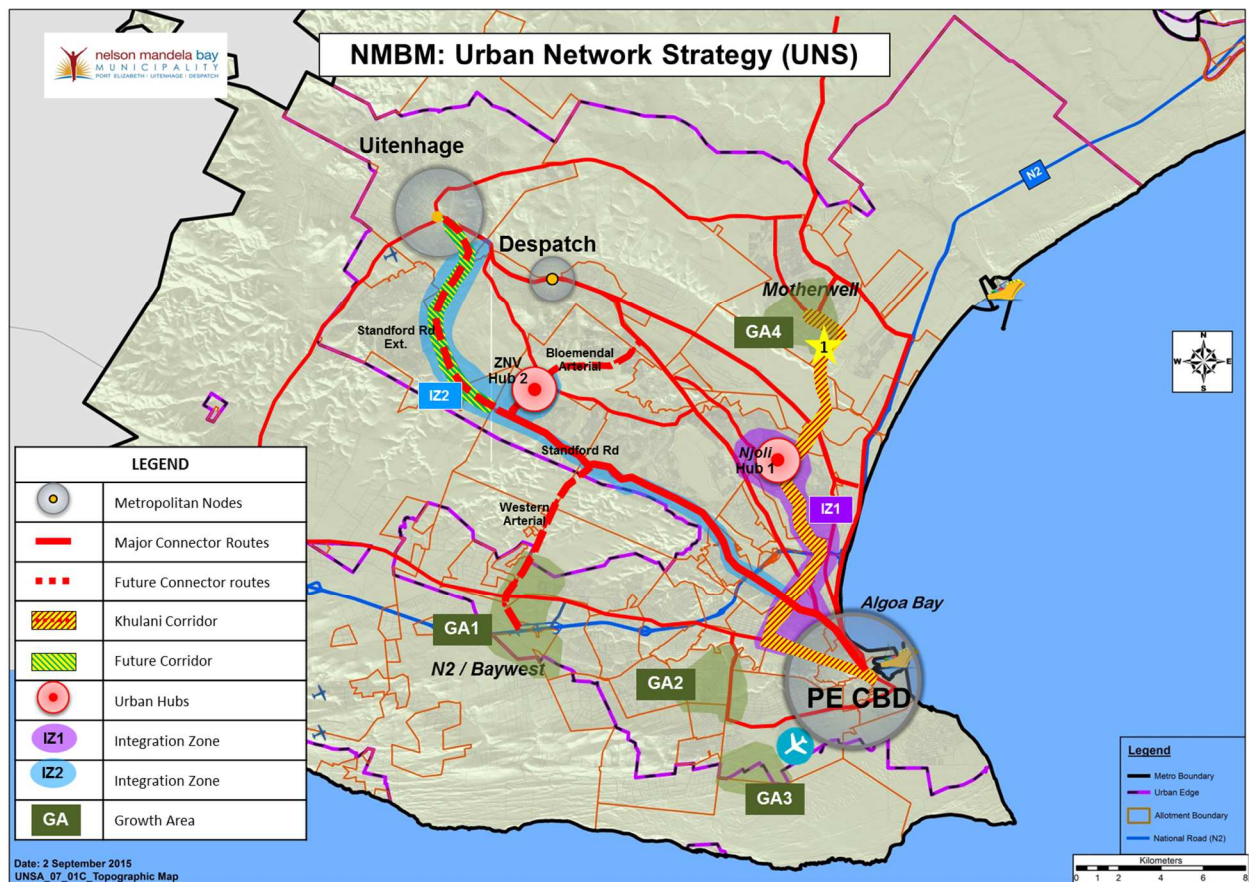 nelson mandela bay
MUNICIPALITY
PORT ELIZABETH | UITENHAGE | DESPATCH
NMBM: Urban Network Strategy (UNS)
Uitenhage
N2
Despatch
Motherwell
GA4
1
Standford Rd
Ext.
ZNV
Hub 2
Bloemendal
Arterial
IZ2
Standford Rd
Njoli
Hub 1
IZ1
Western
Arterial
Algoa Bay
GA1
N2 / Baywest
GA2
PE CBD
GA3
LEGEND
Metropolitan Nodes
Major Connector Routes
Future Connector routes
Khulani Corridor
Future Corridor
Urban Hubs
IZ1 Integration Zone
IZ2 Integration Zone
GA Growth Area
N
W E
S
Legend
Metro Boundary
Urban Edge
Allotment Boundary
National Road (N2)
Kilometers
0 1 2 4 6 8
Date: 2 September 2015
UNSA_07_01C_Topographic Map